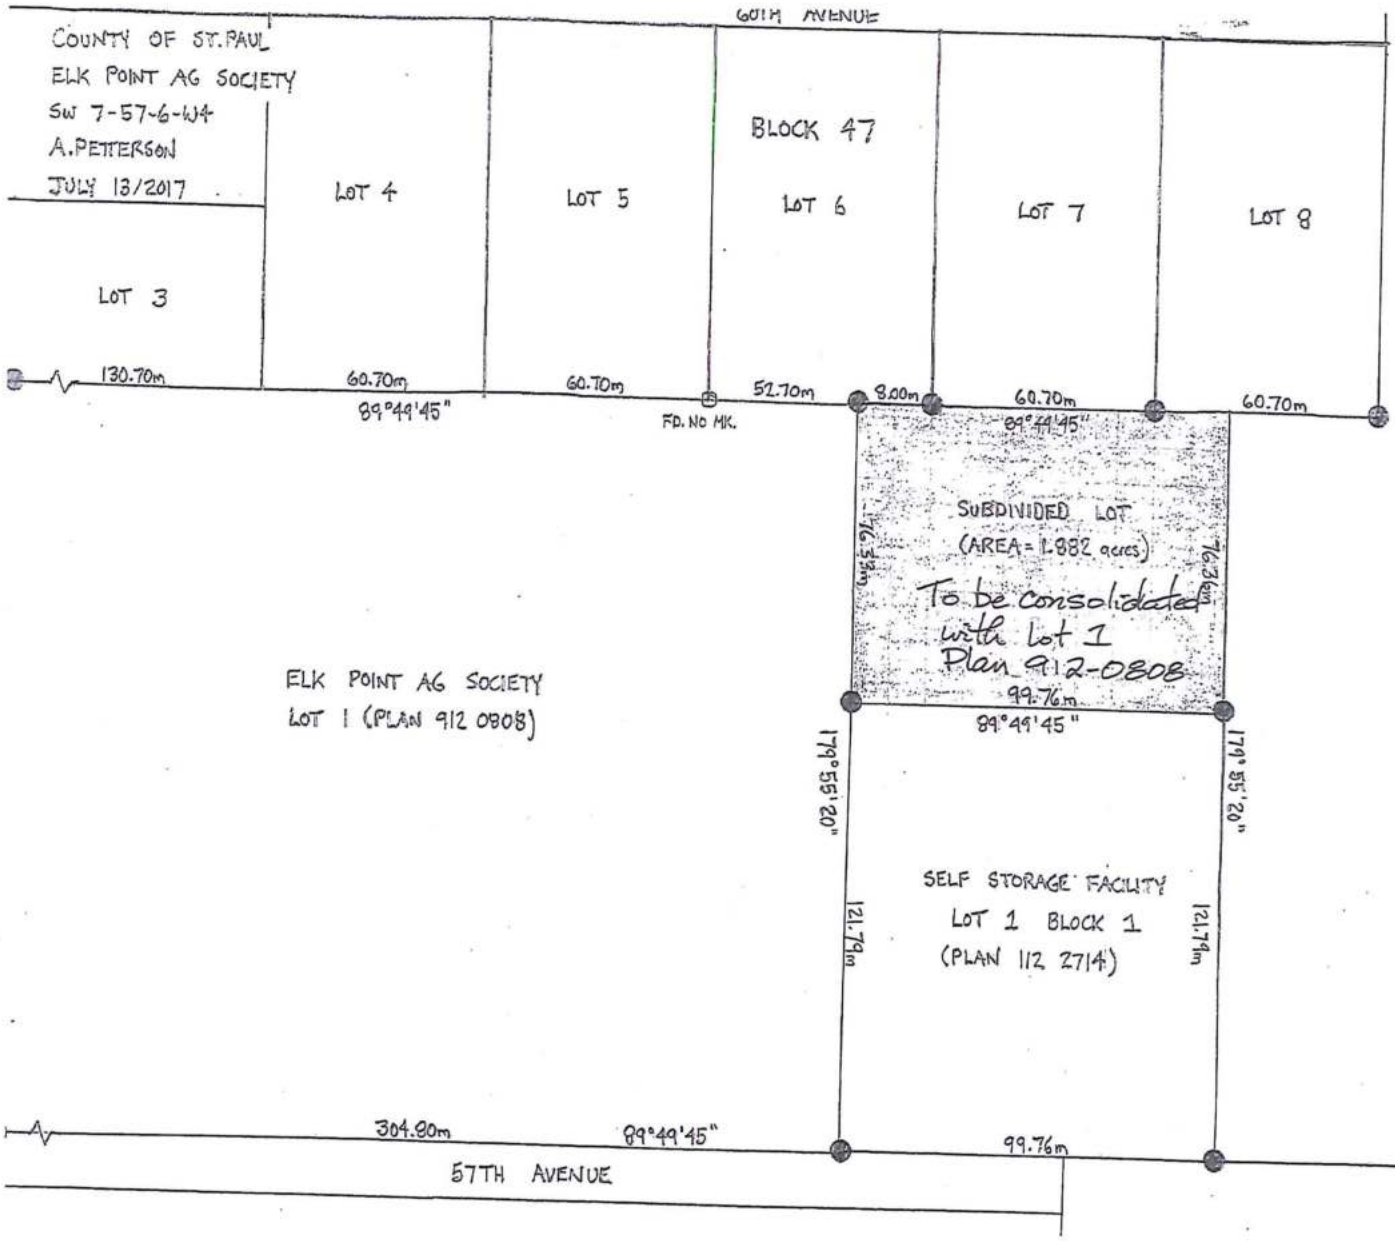 60TH AVENUE
COUNTY OF ST.PAUL
ELK POINT AG SOCIETY
SW 7-57-6-W4
A.PETTERSON
JULY 13/2017
BLOCK 47
LOT 3
LOT 4
LOT 5
LOT 6
LOT 7
LOT 8
130.70m
60.70m
60.70m
52.70m
8.00m
60.70m
60.70m
89°49'45"
FD. NO MK.
89°49'45"
SUBDIVIDED LOT
(AREA = 1.882 acres)
76.33m
76.36m
To be consolidated
with Lot 1
Plan 912-0808
99.76m
89°49'45"
ELK POINT AG SOCIETY
LOT 1 (PLAN 912 0808)
179°55'20"
179°55'20"
SELF STORAGE FACILITY
LOT 1 BLOCK 1
(PLAN 112 2714)
121.79m
121.79m
304.80m
89°49'45"
99.76m
57TH AVENUE